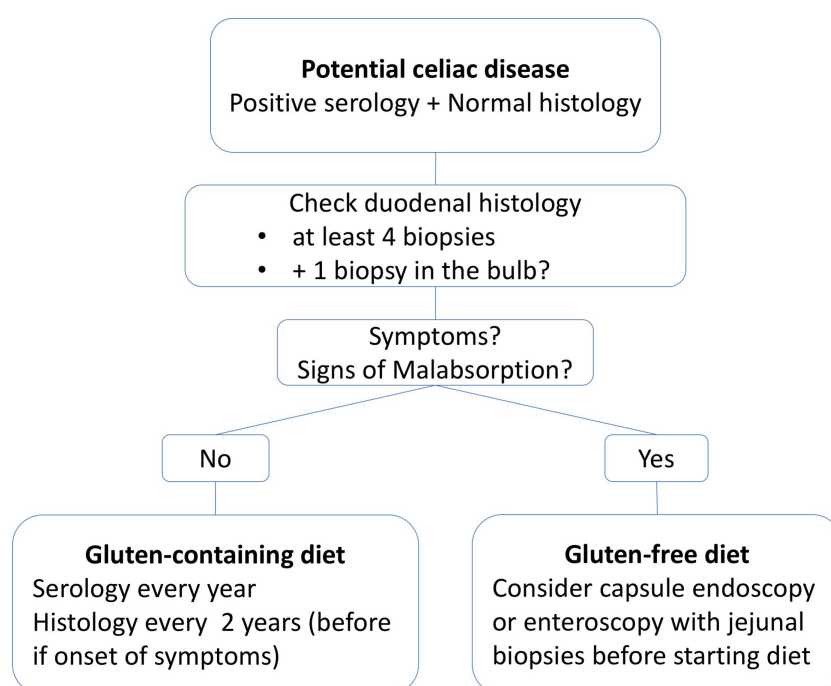 Potential celiac disease
Positive serology + Normal histology
Check duodenal histology
• at least 4 biopsies
• + 1 biopsy in the bulb?
Symptoms?
Signs of Malabsorption?
No
Yes
Gluten-containing diet
Serology every year
Histology every  2 years (before
if onset of symptoms)
Gluten-free diet
Consider capsule endoscopy
or enteroscopy with jejunal
biopsies before starting diet